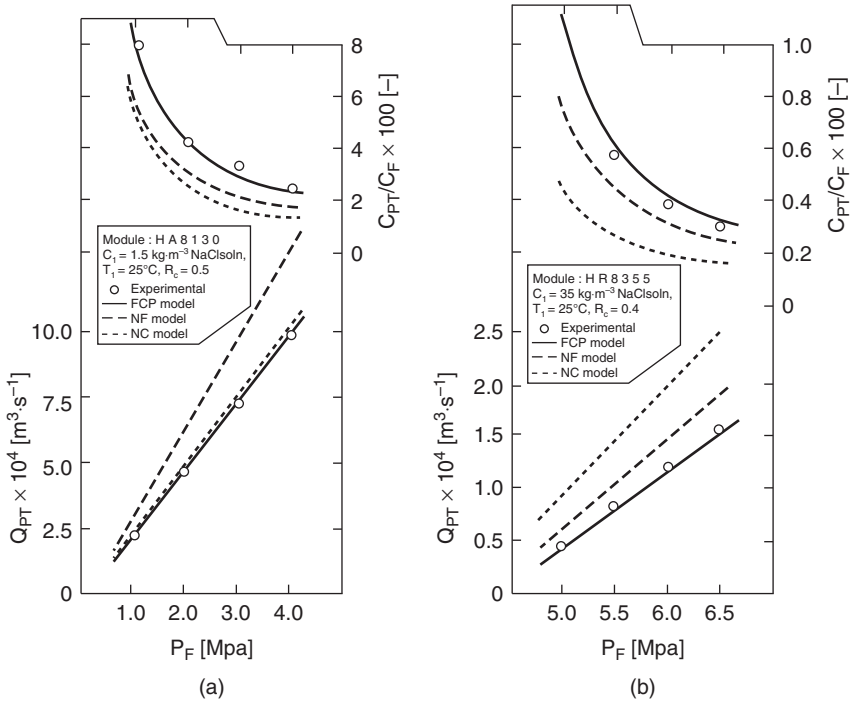 8
6
4
2
0
C_PT/C_F × 100 [–]
Module : H A 8 1 3 0
C₁ = 1.5 kg·m⁻³ NaClsoln,
T₁ = 25°C, R_c = 0.5
Experimental
FCP model
NF model
NC model
10.0
7.5
5.0
2.5
0
Q_PT × 10⁴ [m³·s⁻¹]
1.0 2.0 3.0 4.0
P_F [Mpa]
(a)
1.0
0.8
0.6
0.4
0.2
0
C_PT/C_F × 100 [–]
Module : H R 8 3 5 5
C₁ = 35 kg·m⁻³ NaClsoln,
T₁ = 25°C, R_c = 0.4
Experimental
FCP model
NF model
NC model
2.5
2.0
1.5
1.0
0.5
0
Q_PT × 10⁴ [m³·s⁻¹]
5.0 5.5 6.0 6.5
P_F [Mpa]
(b)